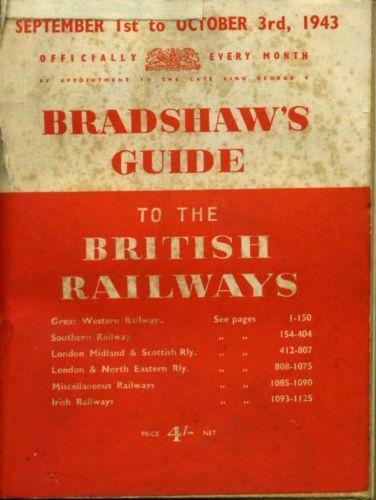 SEPTEMBER 1st to OCTOBER 3rd, 1943
OFFICIALLY EVERY MONTH
BY APPOINTMENT TO THE LATE KING GEORGE V
BRADSHAW'S
GUIDE
TO THE
BRITISH
RAILWAYS
Great Western Railway.. See pages 1-150
Southern Railway „ „ 154-404
London Midland & Scottish Rly. „ „ 412-807
London & North Eastern Rly. „ „ 808-1075
Miscellaneous Railways „ „ 1085-1090
Irish Railways „ „ 1093-1125
PRICE 4/- NET